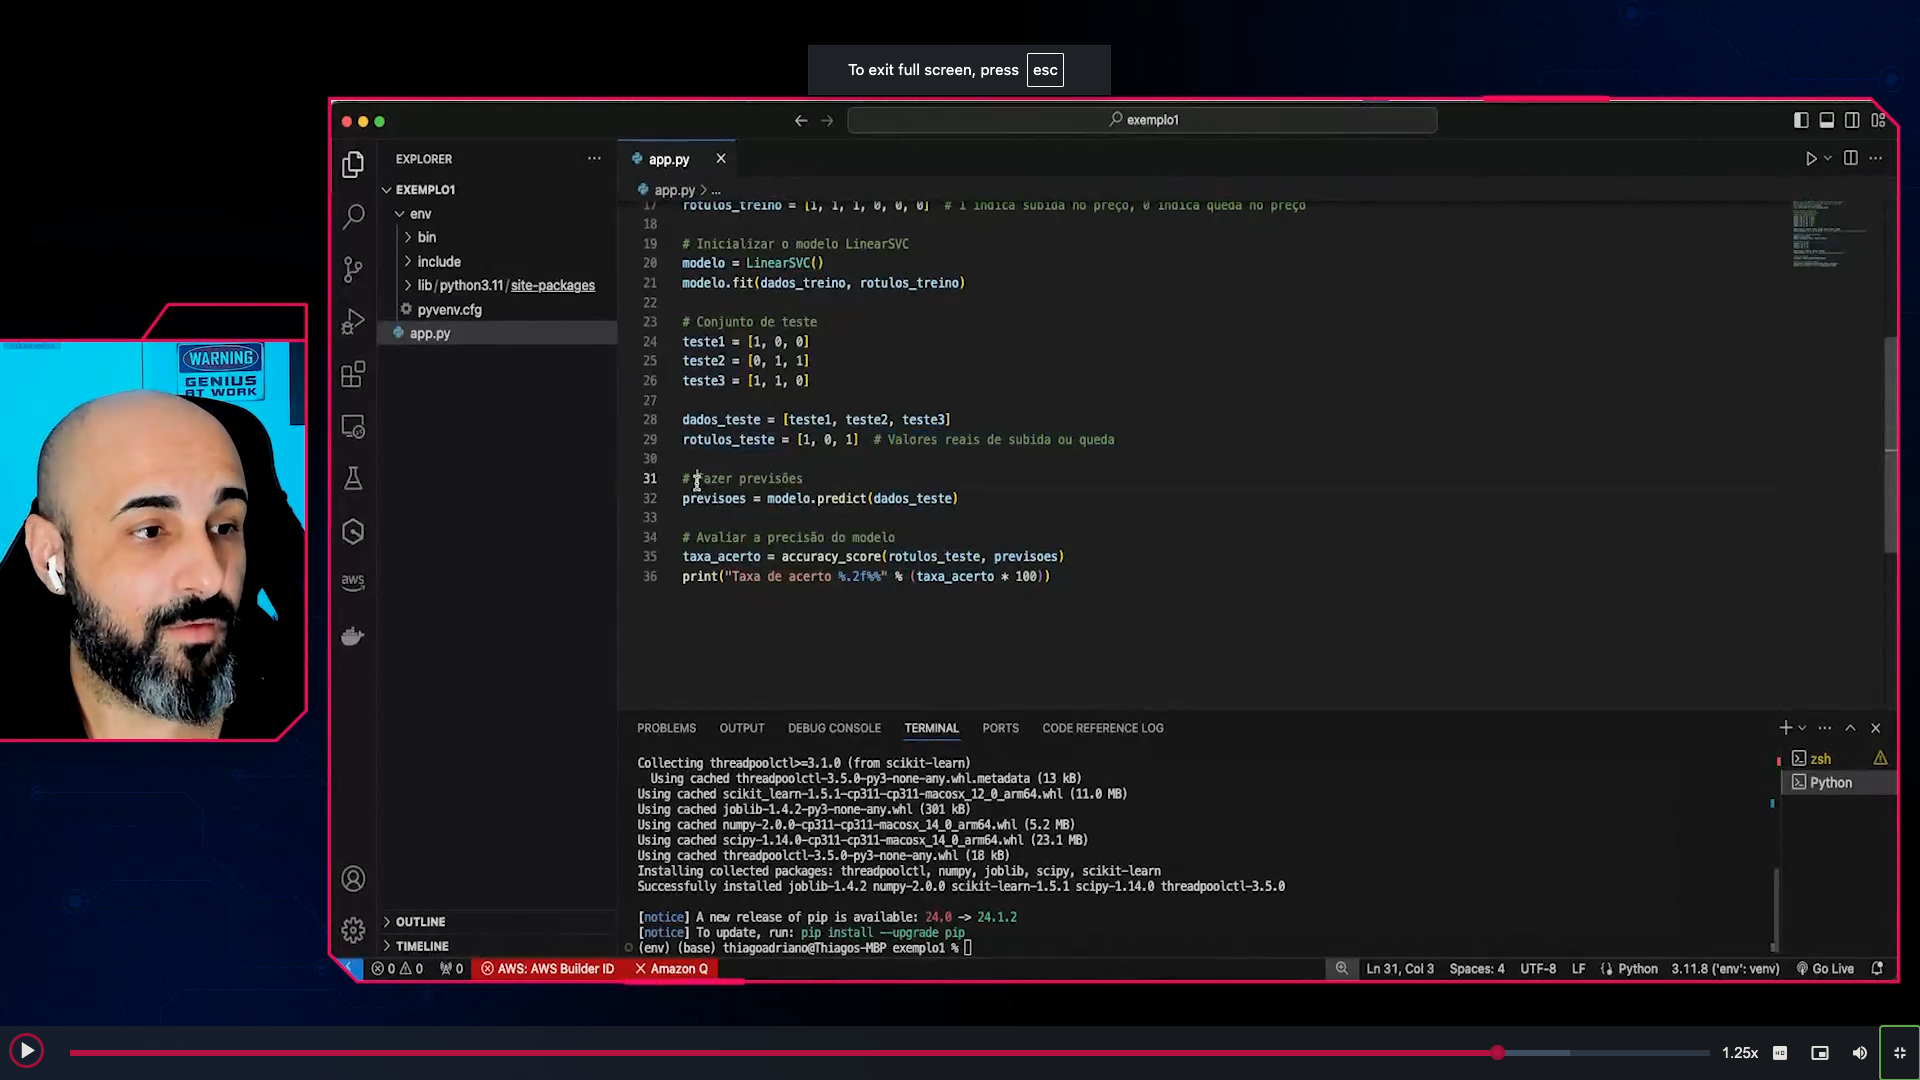 To exit full screen, press esc
exemplo1
EXPLORER
EXEMPLO1
env
bin
include
lib/python3.11/site-packages
pyvenv.cfg
app.py
OUTLINE
TIMELINE
app.py
app.py > ...
17 rotulos_treino = [1, 1, 1, 0, 0, 0] # 1 indica subida no preço, 0 indica queda no preço
18
19 # Inicializar o modelo LinearSVC
20 modelo = LinearSVC()
21 modelo.fit(dados_treino, rotulos_treino)
22
23 # Conjunto de teste
24 teste1 = [1, 0, 0]
25 teste2 = [0, 1, 1]
26 teste3 = [1, 1, 0]
27
28 dados_teste = [teste1, teste2, teste3]
29 rotulos_teste = [1, 0, 1] # Valores reais de subida ou queda
30
31 # Fazer previsões
32 previsoes = modelo.predict(dados_teste)
33
34 # Avaliar a precisão do modelo
35 taxa_acerto = accuracy_score(rotulos_teste, previsoes)
36 print("Taxa de acerto %.2f%%" % (taxa_acerto * 100))
WARNING
GENIUS
AT WORK
aws
PROBLEMS OUTPUT DEBUG CONSOLE TERMINAL PORTS CODE REFERENCE LOG
Collecting threadpoolctl>=3.1.0 (from scikit-learn)
Using cached threadpoolctl-3.5.0-py3-none-any.whl.metadata (13 kB)
Using cached scikit_learn-1.5.1-cp311-cp311-macosx_12_0_arm64.whl (11.0 MB)
Using cached joblib-1.4.2-py3-none-any.whl (301 kB)
Using cached numpy-2.0.0-cp311-cp311-macosx_14_0_arm64.whl (5.2 MB)
Using cached scipy-1.14.0-cp311-cp311-macosx_14_0_arm64.whl (23.1 MB)
Using cached threadpoolctl-3.5.0-py3-none-any.whl (18 kB)
Installing collected packages: threadpoolctl, numpy, joblib, scipy, scikit-learn
Successfully installed joblib-1.4.2 numpy-2.0.0 scikit-learn-1.5.1 scipy-1.14.0 threadpoolctl-3.5.0
[notice] A new release of pip is available: 24.0 -> 24.1.2
[notice] To update, run: pip install --upgrade pip
(env) (base) thiagoadriano@Thiagos-MBP exemplo1 %
zsh
Python
0 0 0 AWS: AWS Builder ID Amazon Q Ln 31, Col 3 Spaces: 4 UTF-8 LF Python 3.11.8 ('env': venv) Go Live
1.25x